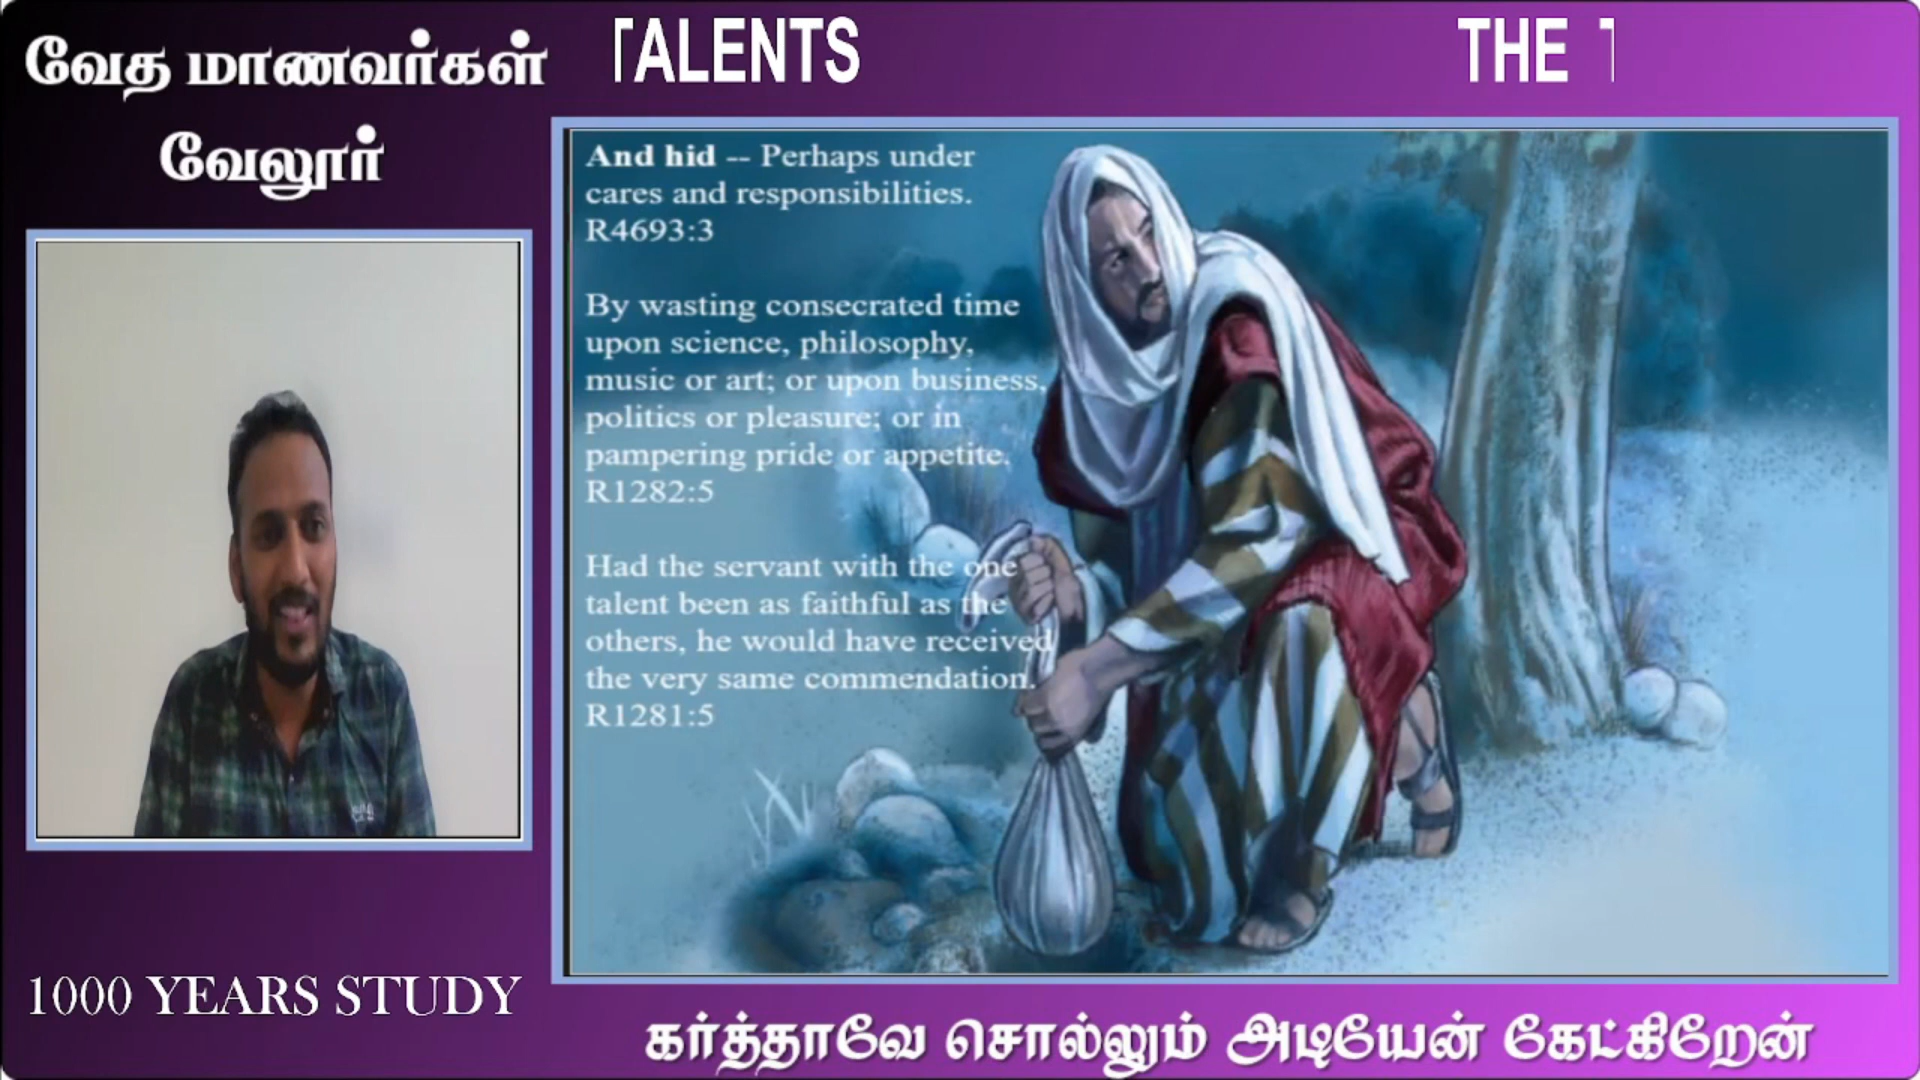 வேத மாணவர்கள்
வேலூர்
TALENTS
THE
And hid -- Perhaps under
cares and responsibilities.
R4693:3
By wasting consecrated time
upon science, philosophy,
music or art; or upon business,
politics or pleasure; or in
pampering pride or appetite.
R1282:5
Had the servant with the one
talent been as faithful as the
others, he would have received
the very same commendation.
R1281:5
1000 YEARS STUDY
கர்த்தாவே சொல்லும் அடியேன் கேட்கிறேன்